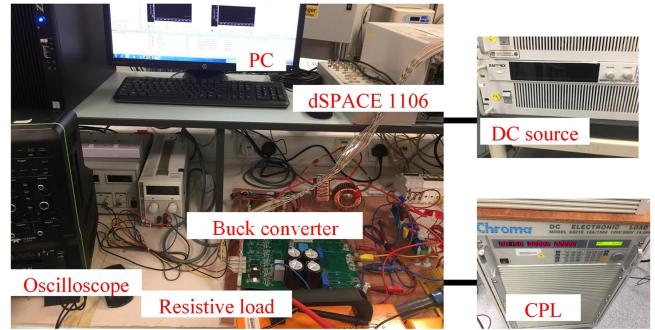 PC
dSPACE 1106
DC source
Buck converter
Chroma
DC ELECTRONIC LOAD
Oscilloscope
Resistive load
CPL